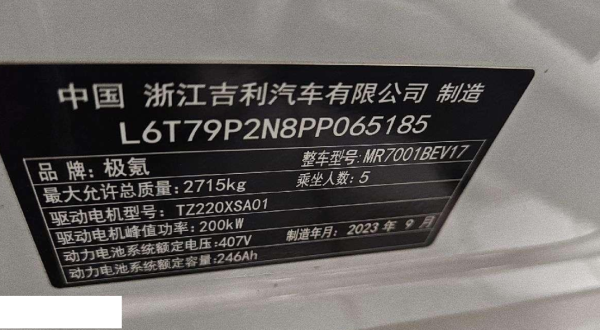 中国 浙江吉利汽车有限公司 制造
L6T79P2N8PP065185
品牌:极氪 整车型号:MR7001BEV17
最大允许总质量:2715kg 乘坐人数:5
驱动电机型号:TZ220XSA01
驱动电机峰值功率:200kW
动力电池系统额定电压:407V 制造年月:2023年9月
动力电池系统额定容量:246Ah